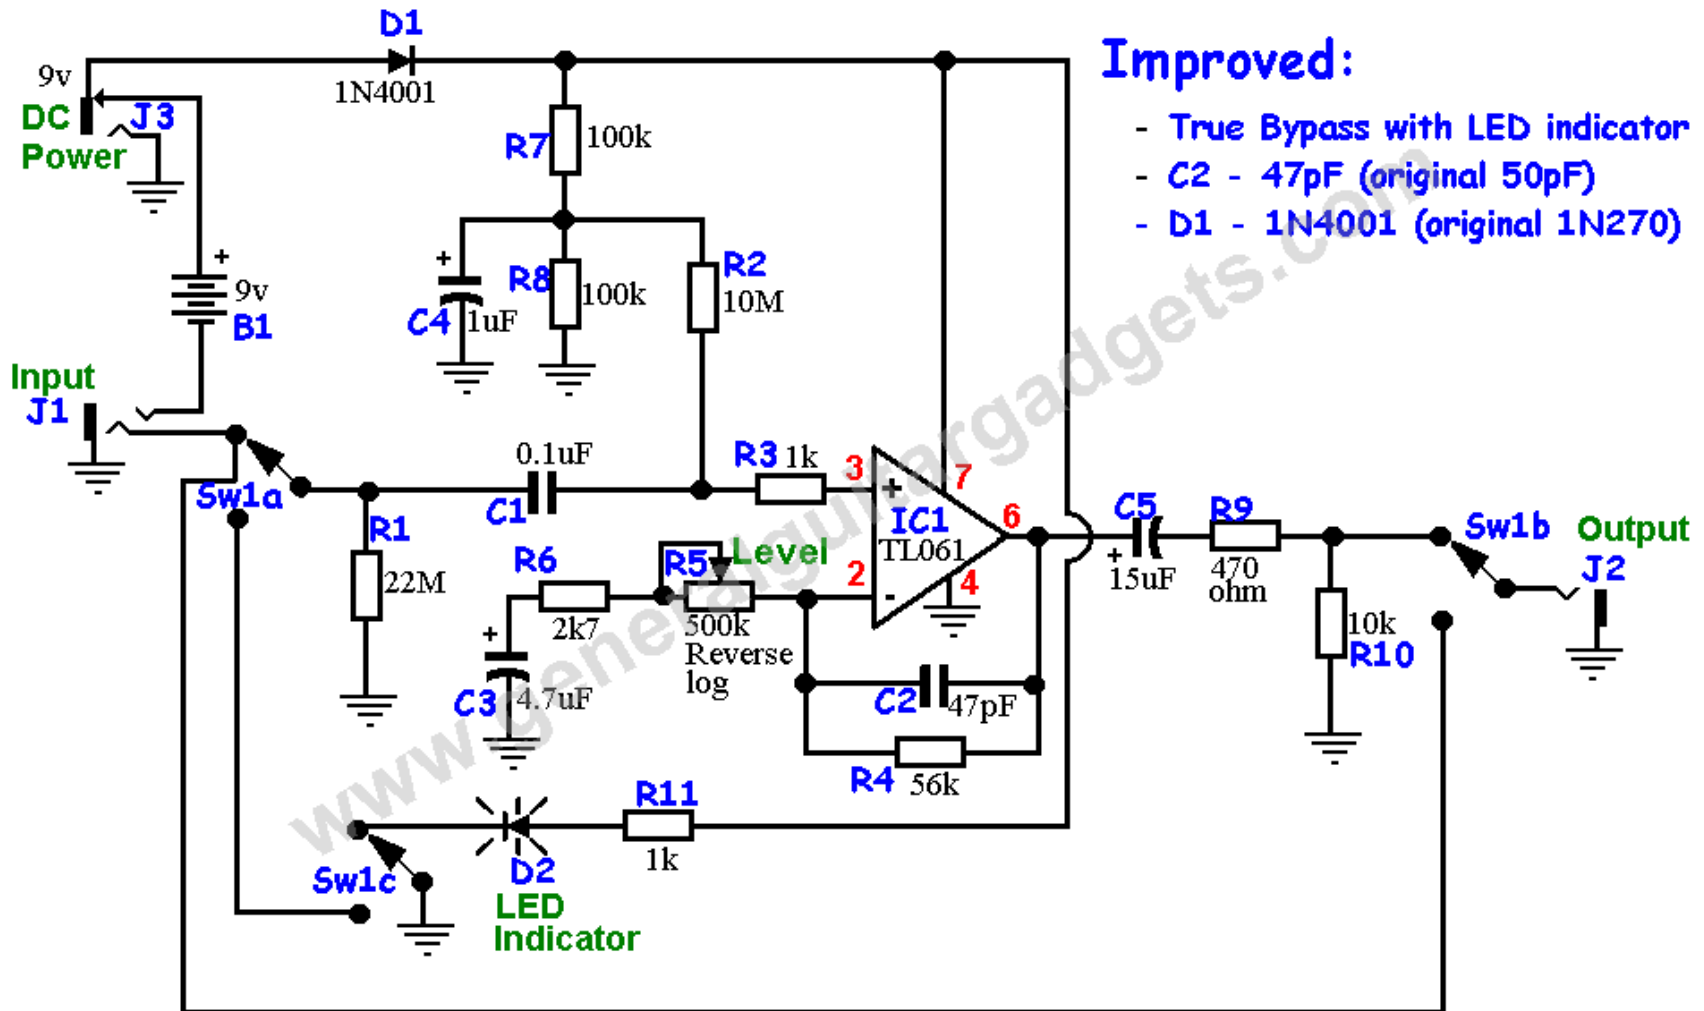 D1
1N4001
9v
DC
Power
J3
R7
100k
Improved:
- True Bypass with LED indicator
- C2 - 47pF (original 50pF)
- D1 - 1N4001 (original 1N270)
+
9v
B1
+
C4
1uF
R8
100k
R2
10M
Input
J1
Sw1a
R1
22M
0.1uF
C1
R3
1k
3
+
7
IC1
TL061
6
2
-
4
R6
2k7
R5
Level
500k
Reverse
log
+
C3
4.7uF
C2
47pF
R4
56k
C5
+
15uF
R9
470
ohm
10k
R10
Sw1b
Output
J2
R11
1k
D2
LED
Indicator
Sw1c
www.generalguitargadgets.com